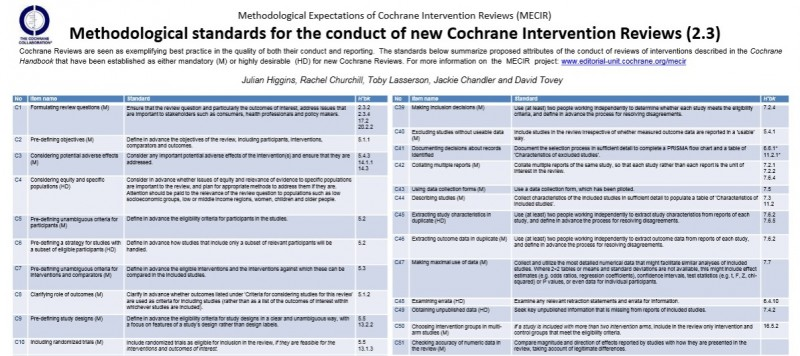 Methodological Expectations of Cochrane Intervention Reviews (MECIR)
Methodological standards for the conduct of new Cochrane Intervention Reviews (2.3)
THE COCHRANE
COLLABORATION®
Cochrane Reviews are seen as exemplifying best practice in the quality of both their conduct and reporting. The standards below summarize proposed attributes of the conduct of reviews of interventions described in the Cochrane
Handbook that have been established as either mandatory (M) or highly desirable (HD) for new Cochrane Reviews. For more information on the MECIR project: www.editorial-unit.cochrane.org/mecir
Julian Higgins, Rachel Churchill, Toby Lasserson, Jackie Chandler and David Tovey
No Item name Standard
C1 Formulating review questions (M) Ensure that the review question and particularly the outcomes of interest, address issues that 2.3.2
are important to stakeholders such as consumers, health professionals and policy makers. 2.3.4
17.2
20.2.2
C2 Pre-defining objectives (M) Define in advance the objectives of the review, including participants, interventions, 5.1.1
comparators and outcomes.
C3 Considering potential adverse effects Consider any important potential adverse effects of the intervention(s) and ensure that they are 5.4.3
(M) addressed. 14.1.1
14.3
C4 Considering equity and specific Consider in advance whether issues of equity and relevance of evidence to specific populations
populations (HD) are important to the review, and plan for appropriate methods to address them if they are.
Attention should be paid to the relevance of the review question to populations such as low
socioeconomic groups, low or middle income regions, women, children and older people.
C5 Pre-defining unambiguous criteria for Define in advance the eligibility criteria for participants in the studies. 5.2
participants (M)
C6 Pre-defining a strategy for studies with Define in advance how studies that include only a subset of relevant participants will be 5.2
a subset of eligible participants (HD) handled.
C7 Pre-defining unambiguous criteria for Define in advance the eligible interventions and the interventions against which these can be 5.3
interventions and comparators (M) compared in the included studies.
C8 Clarifying role of outcomes (M) Clarify in advance whether outcomes listed under 'Criteria for considering studies for this review' 5.1.2
are used as criteria for including studies (rather than as a list of the outcomes of interest within
whichever studies are included).
C9 Pre-defining study designs (M) Define in advance the eligibility criteria for study designs in a clear and unambiguous way, with 5.5
a focus on features of a study's design rather than design labels. 13.2.2
C10 Including randomized trials (M) Include randomized trials as eligible for inclusion in the review, if they are feasible for the 5.5
interventions and outcomes of interest. 13.1.3
No Item name Standard
C39 Making inclusion decisions (M) Use (at least) two people working independently to determine whether each study meets the eligibility 7.2.4
criteria, and define in advance the process for resolving disagreements.
C40 Excluding studies without useable data Include studies in the review irrespective of whether measured outcome data are reported in a 'usable' 5.4.1
(M) way.
C41 Documenting decisions about records Document the selection process in sufficient detail to complete a PRISMA flow chart and a table of 6.6.1*
identified 'Characteristics of excluded studies'. 11.2.1*
C42 Collating multiple reports (M) Collate multiple reports of the same study, so that each study rather than each report is the unit of 7.2.1
interest in the review. 7.2.2
7.6.4
C43 Using data collection forms (M) Use a data collection form, which has been piloted. 7.5
C44 Describing studies (M) Collect characteristics of the included studies in sufficient detail to populate a table of 'Characteristics of 7.3
included studies'. 11.2
C45 Extracting study characteristics in Use (at least) two people working independently to extract study characteristics from reports of each 7.6.2
duplicate (HD) study, and define in advance the process for resolving disagreements. 7.6.5
C46 Extracting outcome data in duplicate (M) Use (at least) two people working independently to extract outcome data from reports of each study, 7.6.2
and define in advance the process for resolving disagreements.
C47 Making maximal use of data (M) Collect and utilize the most detailed numerical data that might facilitate similar analyses of included 7.7
studies. Where 2×2 tables or means and standard deviations are not available, this might include effect
estimates (e.g. odds ratios, regression coefficients), confidence intervals, test statistics (e.g. t, F, Z, chi-
squared) or P values, or even data for individual participants.
C48 Examining errata (HD) Examine any relevant retraction statements and errata for information. 6.4.10
C49 Obtaining unpublished data (HD) Seek key unpublished information that is missing from reports of included studies. 7.4.2
C50 Choosing intervention groups in multi- If a study is included with more than two intervention arms, include in the review only intervention and 16.5.2
arm studies (M) control groups that meet the eligibility criteria.
C51 Checking accuracy of numeric data in Compare magnitude and direction of effects reported by studies with how they are presented in the
the review (M) review, taking account of legitimate differences.